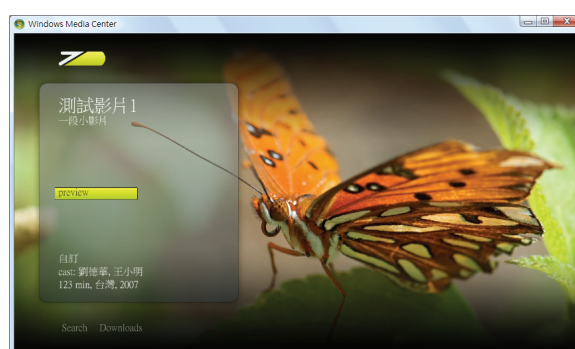 Windows Media Center
測試影片1
一段小影片
preview
自訂
cast: 劉德華, 王小明
123 min, 台灣, 2007
Search Downloads